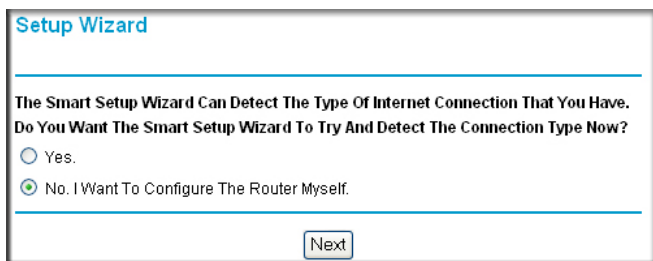 Setup Wizard
The Smart Setup Wizard Can Detect The Type Of Internet Connection That You Have.
Do You Want The Smart Setup Wizard To Try And Detect The Connection Type Now?
Yes.
No. I Want To Configure The Router Myself.
Next